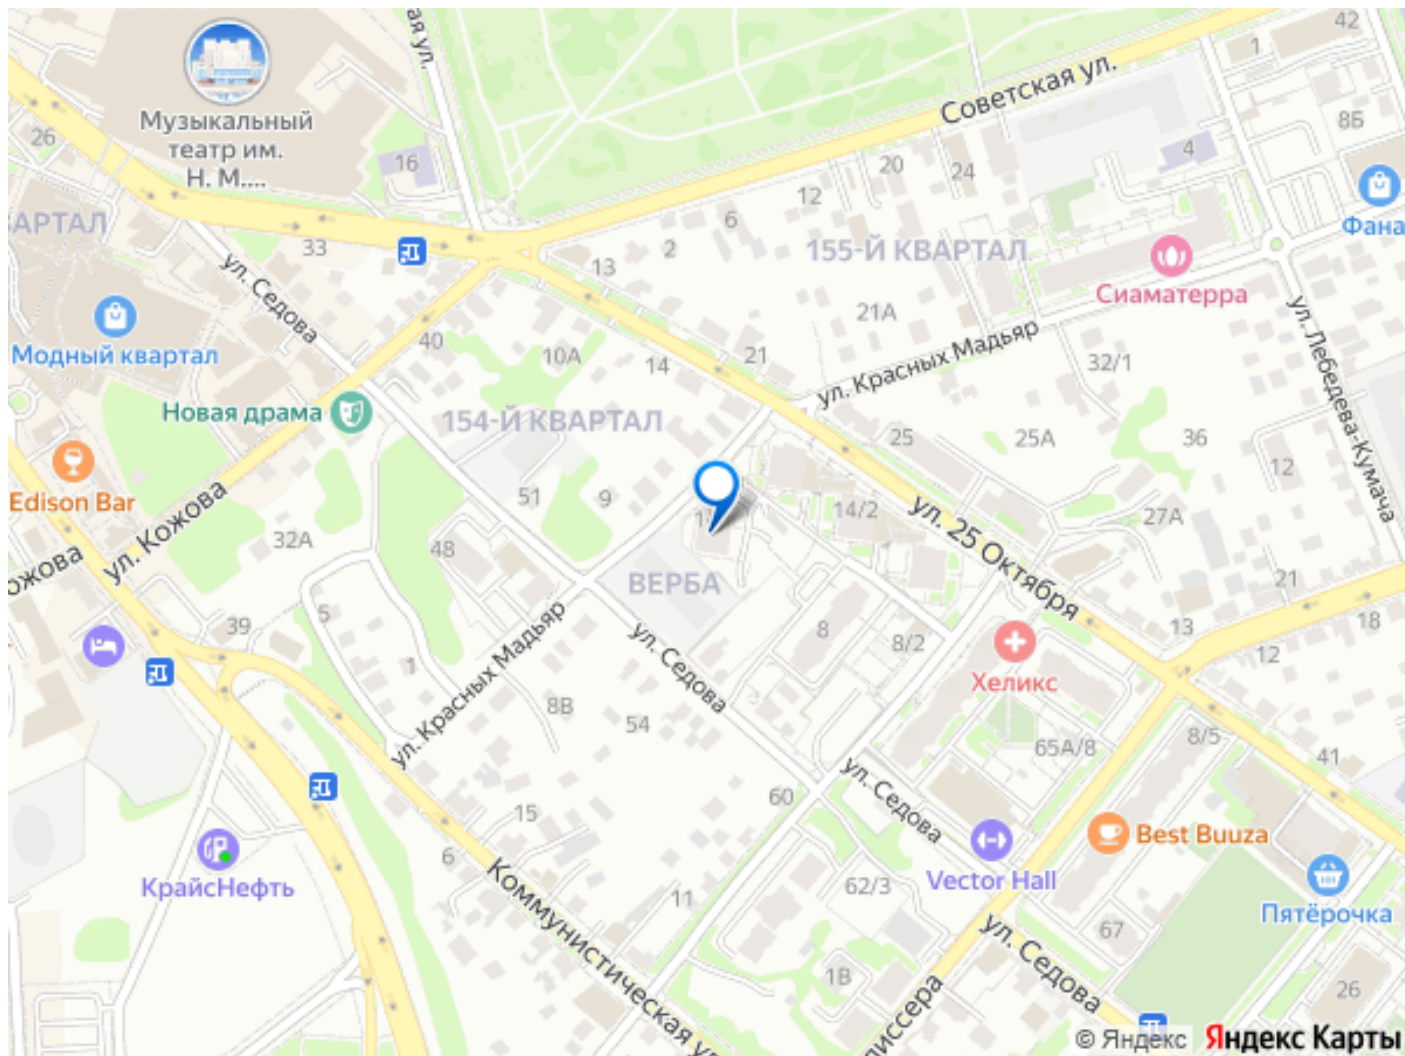 42
1
ая ул.
Советская ул.
8Б
26
Музыкальный
театр им.
Н. М....
16
4
20
24
12
6
2
33
АРТАЛ
13
155-Й КВАРТАЛ
Фана
ул. Седова
Сиаматерра
21А
ул. Лебедева-Кумача
Модный квартал
40
10А
14
21
ул. Красных Мадьяр
32/1
Новая драма
154-Й КВАРТАЛ
25
25А
36
12
Edison Bar
51
9
14/2
27А
ул. Кожова
ожова
32А
48
ул. 25 Октября
ВЕРБА
21
5
39
8
8/2
13
18
12
Хеликс
1
ул. Красных Мадьяр
ул. Седова
8В
54
65А/8
8/5
41
60
ул. Седова
15
6
Best Buuza
КрайсНефть
Vector Hall
62/3
11
Пятёрочка
67
Коммунистическая у
1В
ул. Седова
лиссера
26
© Яндекс Яндекс Карты